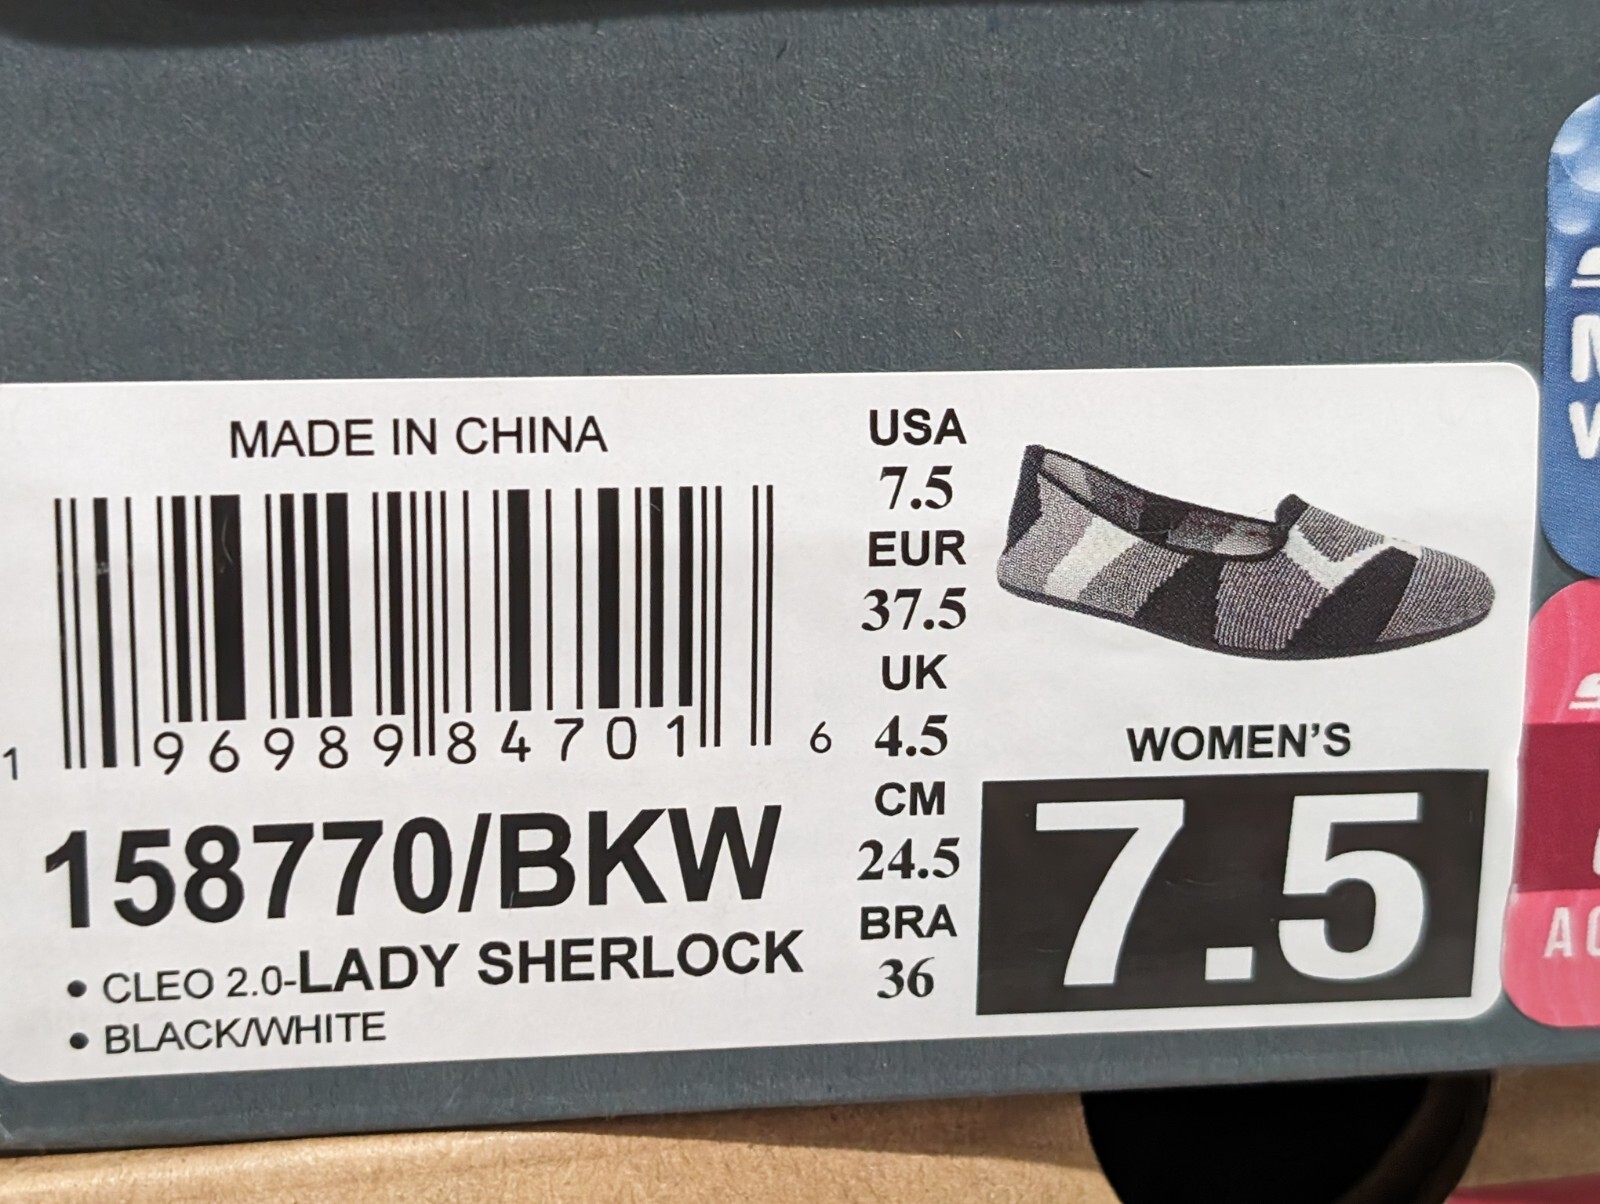 MADE IN CHINA
1 96989 84701 6
158770/BKW
• CLEO 2.0-LADY SHERLOCK
• BLACK/WHITE
USA
7.5
EUR
37.5
UK
4.5
CM
24.5
BRA
36
WOMEN'S
7.5